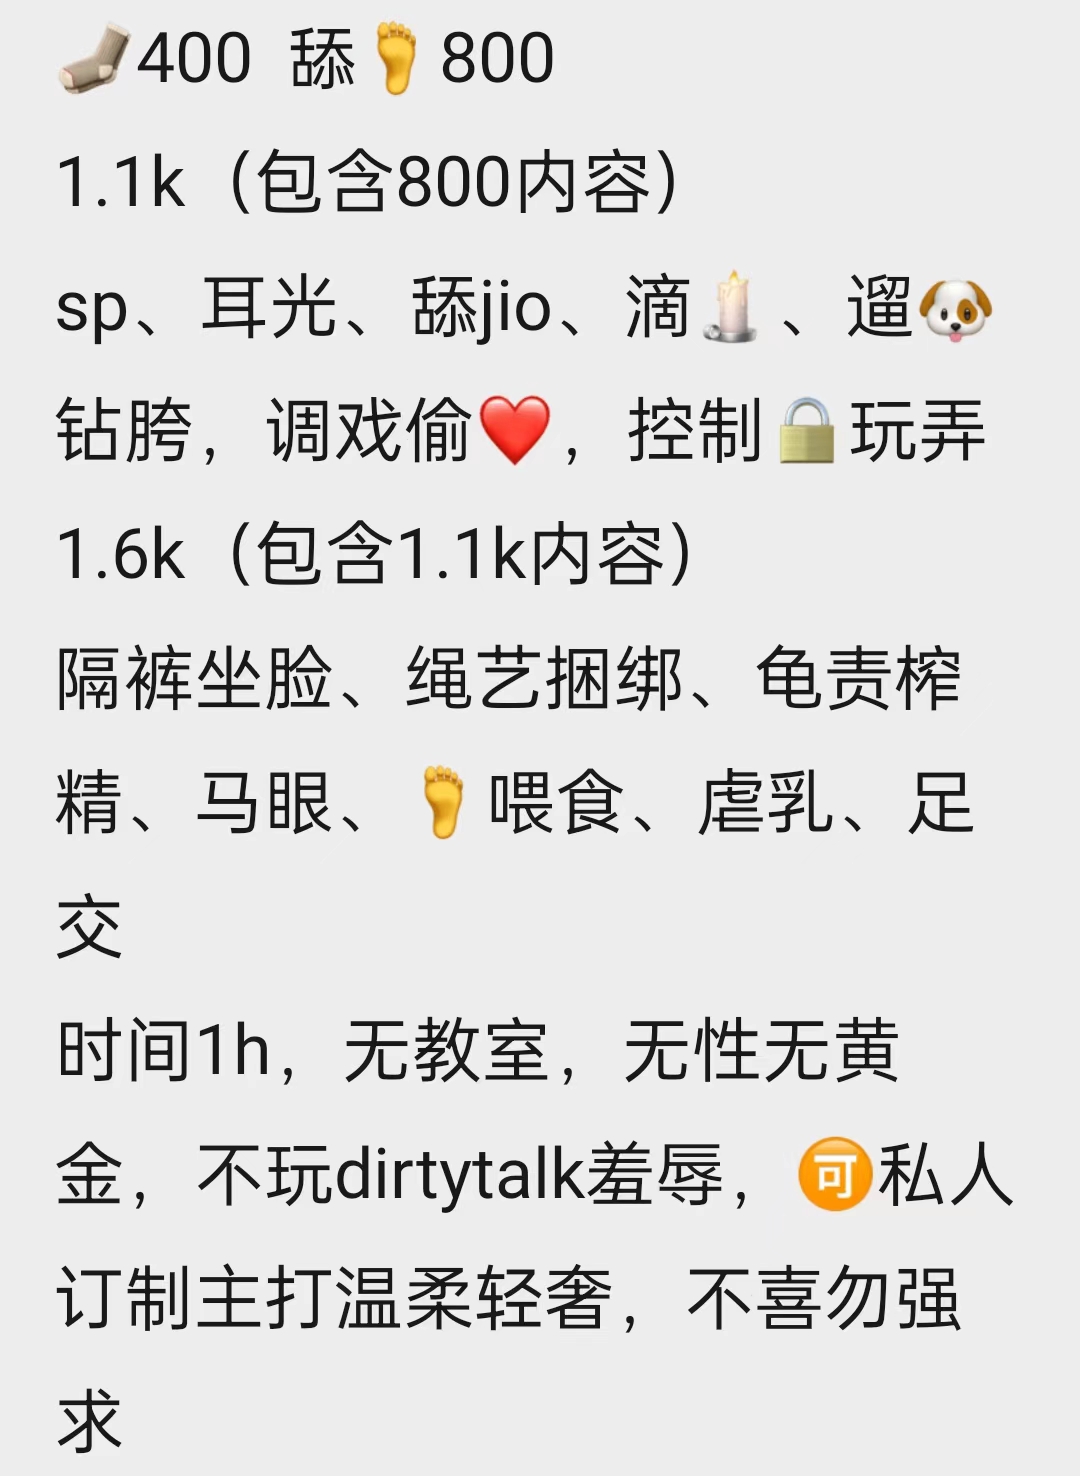 🧦400  舔🦶800
1.1k（包含800内容）
sp、耳光、舔jio、滴🕯️、遛🐶
钻胯，调戏偷❤️，控制🔒玩弄
1.6k（包含1.1k内容）
隔裤坐脸、绳艺捆绑、龟责榨
精、马眼、🦶喂食、虐乳、足
交
时间1h，无教室，无性无黄
金，不玩dirtytalk羞辱，🉑私人
订制主打温柔轻奢，不喜勿强
求